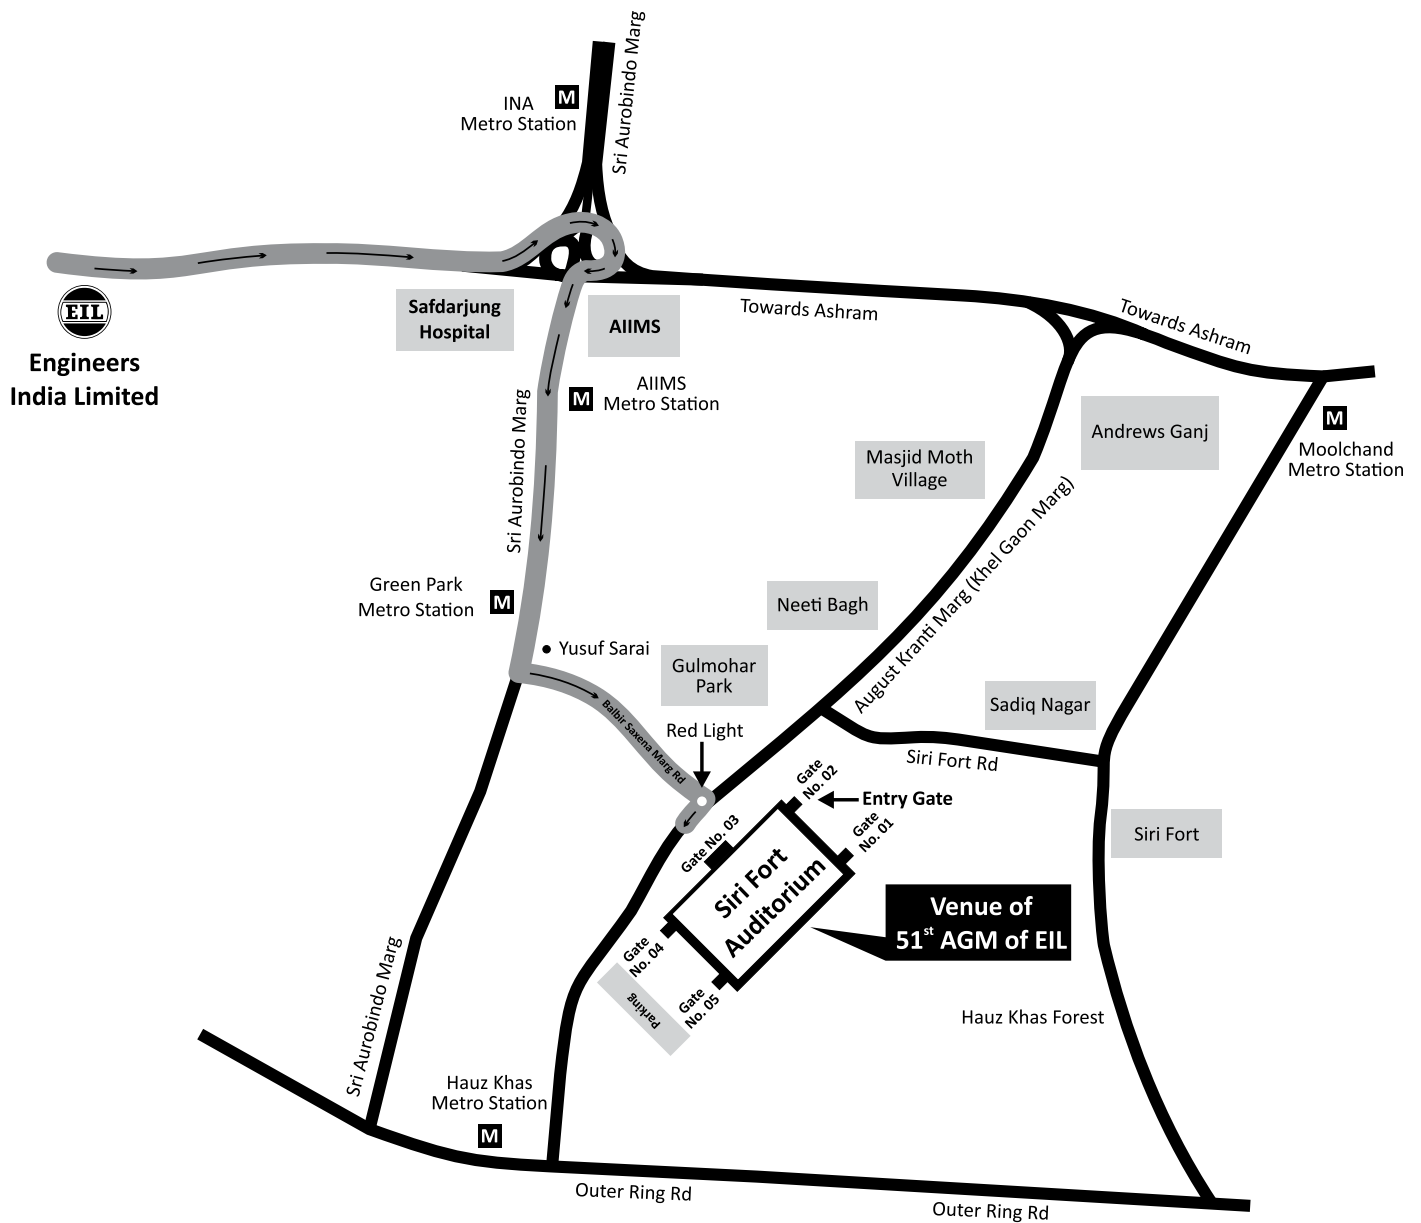 Sri Aurobindo Marg
M
INA
Metro Station
EIL
Engineers
India Limited
Safdarjung
Hospital
AIIMS
Towards Ashram
Towards Ashram
M
AIIMS
Metro Station
Sri Aurobindo Marg
Andrews Ganj
M
Moolchand
Metro Station
Masjid Moth
Village
August Kranti Marg (Khel Gaon Marg)
Green Park
Metro Station
M
Neeti Bagh
Yusuf Sarai
Gulmohar
Park
Sadiq Nagar
Balbir Saxena Marg Rd
Red Light
Siri Fort Rd
Gate
No. 02
Entry Gate
Gate
No. 01
Gate No. 03
Siri Fort
Siri Fort
Auditorium
Venue of
51st AGM of EIL
Gate
No. 04
Gate
No. 05
Parking
Hauz Khas Forest
Sri Aurobindo Marg
Hauz Khas
Metro Station
M
Outer Ring Rd
Outer Ring Rd